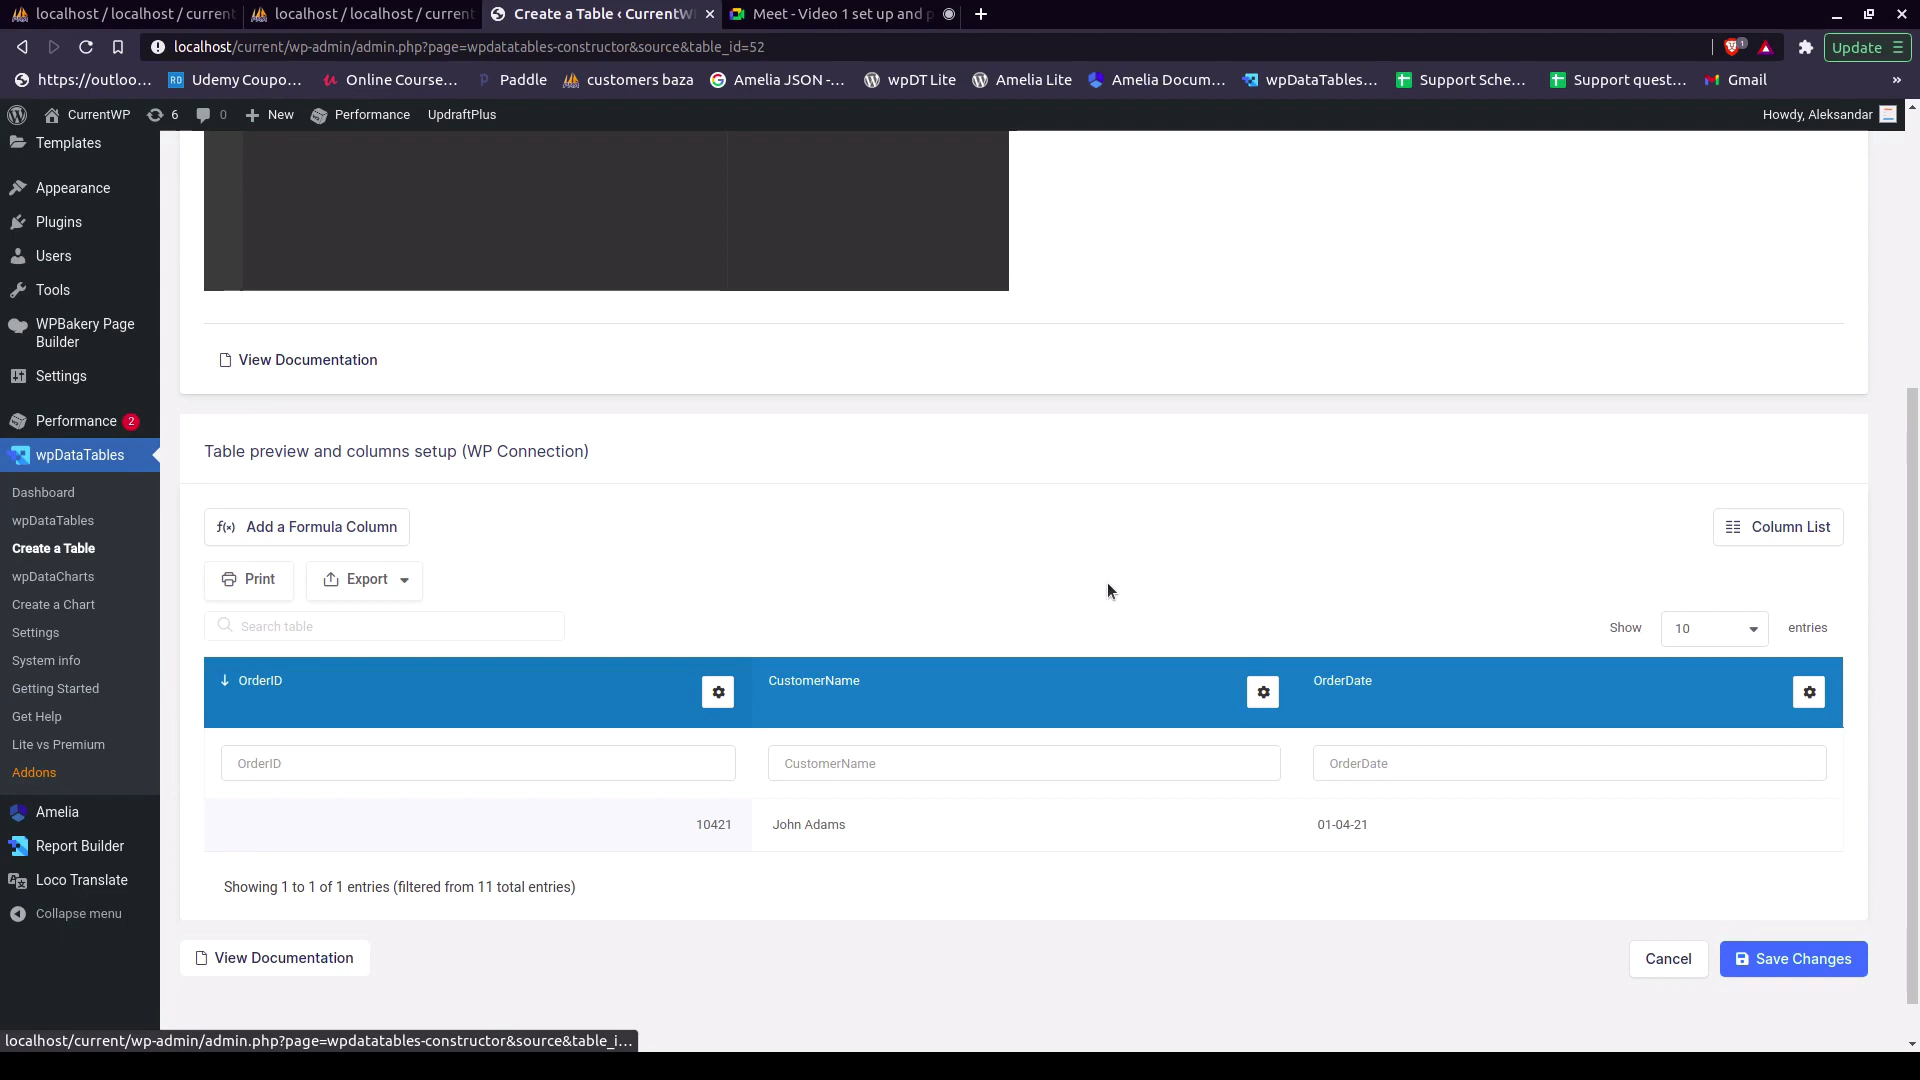 localhost / localhost / current
localhost / localhost / current
Create a Table ‹ CurrentW
Meet - Video 1 set up and p
localhost/current/wp-admin/admin.php?page=wpdatatables-constructor&source&table_id=52
1
Update
https://outloo...
Udemy Coupo...
Online Course...
Paddle
customers baza
Amelia JSON -...
wpDT Lite
Amelia Lite
Amelia Docum...
wpDataTables...
Support Sche...
Support quest...
Gmail
»
CurrentWP
6
0
New
Performance
UpdraftPlus
Howdy, Aleksandar
Templates
Appearance
Plugins
Users
Tools
WPBakery Page
Builder
Settings
Performance 2
wpDataTables
Dashboard
wpDataTables
Create a Table
wpDataCharts
Create a Chart
Settings
System info
Getting Started
Get Help
Lite vs Premium
Addons
Amelia
Report Builder
Loco Translate
Collapse menu
View Documentation
Table preview and columns setup (WP Connection)
f(x) Add a Formula Column
Column List
Print
Export
Search table
Show 10 entries
OrderID
CustomerName
OrderDate
OrderID
CustomerName
OrderDate
10421
John Adams
01-04-21
Showing 1 to 1 of 1 entries (filtered from 11 total entries)
View Documentation
Cancel
Save Changes
localhost/current/wp-admin/admin.php?page=wpdatatables-constructor&source&table_i...